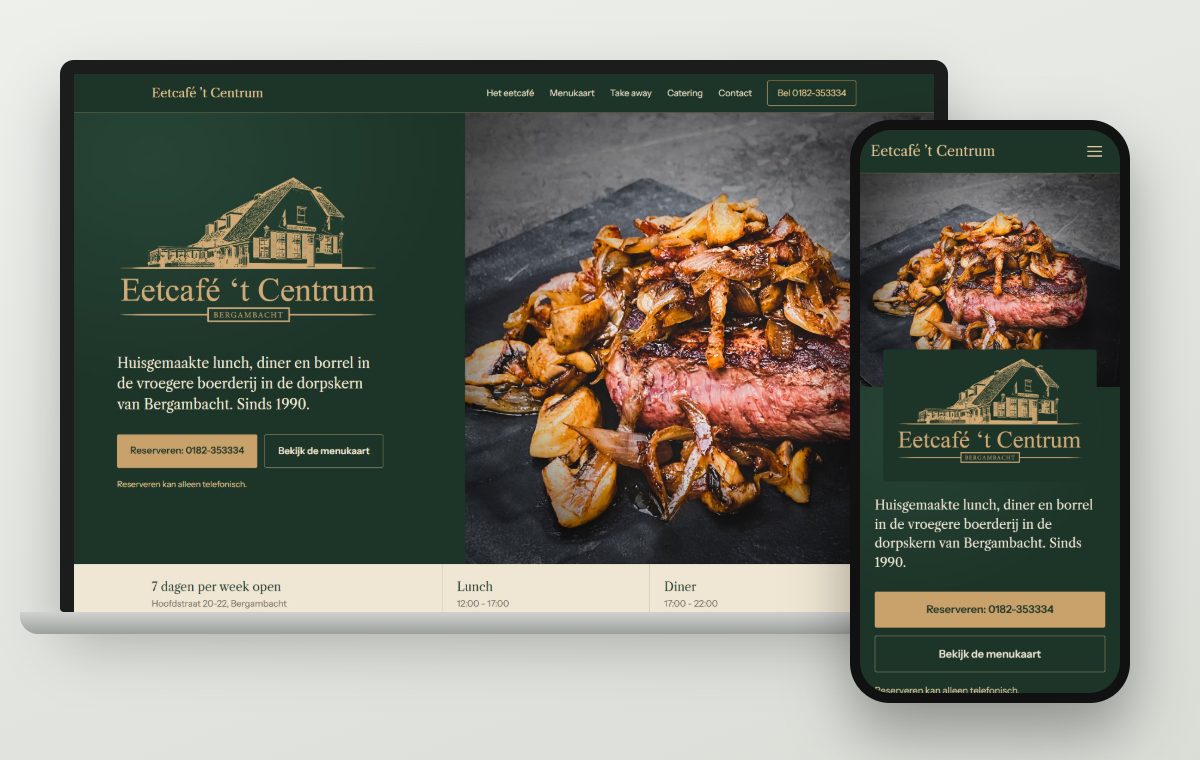 Eetcafé ’t Centrum
Het eetcafé Menukaart Take away Catering Contact Bel 0182-353334
Eetcafé ‘t Centrum
BERGAMBACHT
Huisgemaakte lunch, diner en borrel in
de vroegere boerderij in de dorpskern
van Bergambacht. Sinds 1990.
Reserveren: 0182-353334 Bekijk de menukaart
Reserveren kan alleen telefonisch.
7 dagen per week open
Hoofdstraat 20-22, Bergambacht
Lunch
12:00 - 17:00
Diner
17:00 - 22:00
Eetcafé ’t Centrum
Eetcafé ‘t Centrum
BERGAMBACHT
Huisgemaakte lunch, diner en borrel
in de vroegere boerderij in de
dorpskern van Bergambacht. Sinds
1990.
Reserveren: 0182-353334
Bekijk de menukaart
Reserveren kan alleen telefonisch.